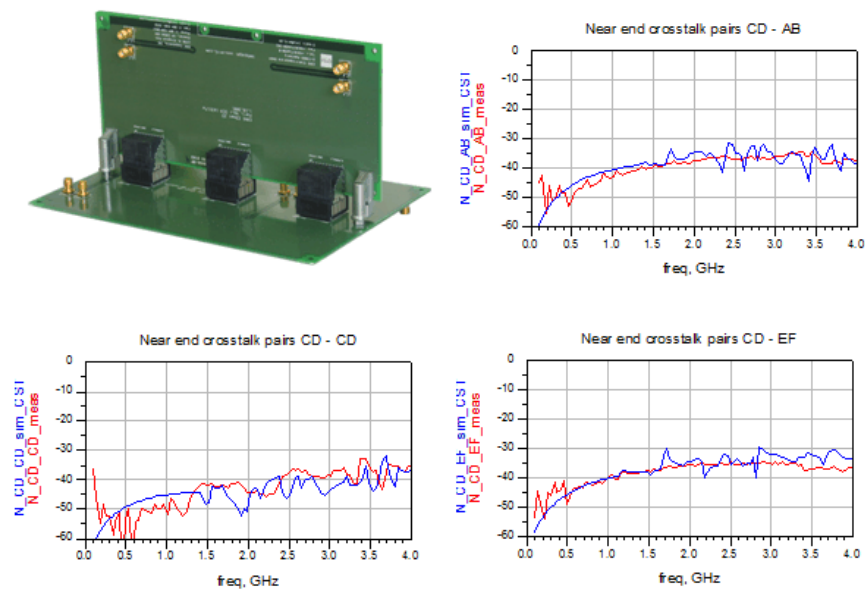 Near end crosstalk pairs CD - AB
N_CD_AB_sim_CST
N_CD_AB_meas
0
-10
-20
-30
-40
-50
-60
0.0 0.5 1.0 1.5 2.0 2.5 3.0 3.5 4.0
freq, GHz
Near end crosstalk pairs CD - CD
N_CD_CD_sim_CST
N_CD_CD_meas
0
-10
-20
-30
-40
-50
-60
0.0 0.5 1.0 1.5 2.0 2.5 3.0 3.5 4.0
freq, GHz
Near end crosstalk pairs CD - EF
N_CD_EF_sim_CST
N_CD_EF_meas
0
-10
-20
-30
-40
-50
-60
0.0 0.5 1.0 1.5 2.0 2.5 3.0 3.5 4.0
freq, GHz